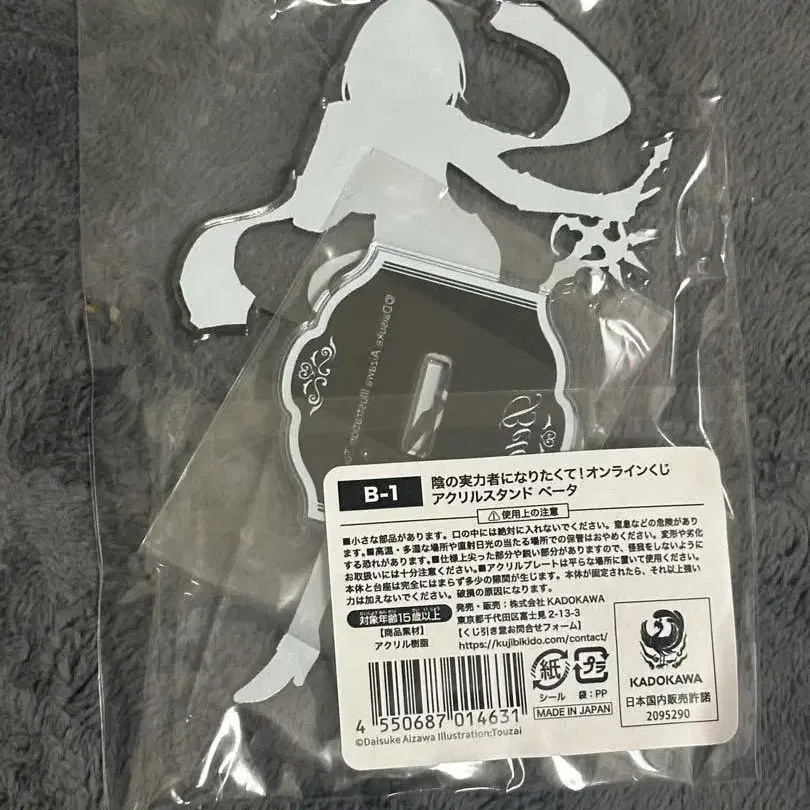 ©Daisuke Aizawa Illustration:To
Be
B-1
陰の実力者になりたくて!オンラインくじ
アクリルスタンド ベータ
⚠使用上の注意
■小さな部品があります。口の中には絶対に入れないでください。窒息などの危険があり
ます。■高温・多湿な場所や直射日光の当たる場所での保管はおやめください。変形や劣化
する恐れがあります。■仕様上尖った部分や鋭い部分がありますので、怪我をしないように
お取扱いには十分注意ください。■アクリルプレートは平らな場所に置いて使用ください。
本体と台座は完全にはまらず多少の隙間が生じます。本体が固定されたら、それ以上強い
力は加えないでください。破損の原因になります。
対象年齢15歳以上
【商品素材】
アクリル樹脂
発売・販売:株式会社KADOKAWA
東京都千代田区富士見2-13-3
【くじ引き堂お問合せフォーム】
https://kujibikido.com/contact/
4 550687 014631
紙
シール
プラ
袋:PP
MADE IN JAPAN
KADOKAWA
日本国内販売許諾
2095290
©Daisuke Aizawa Illustration:Touzai